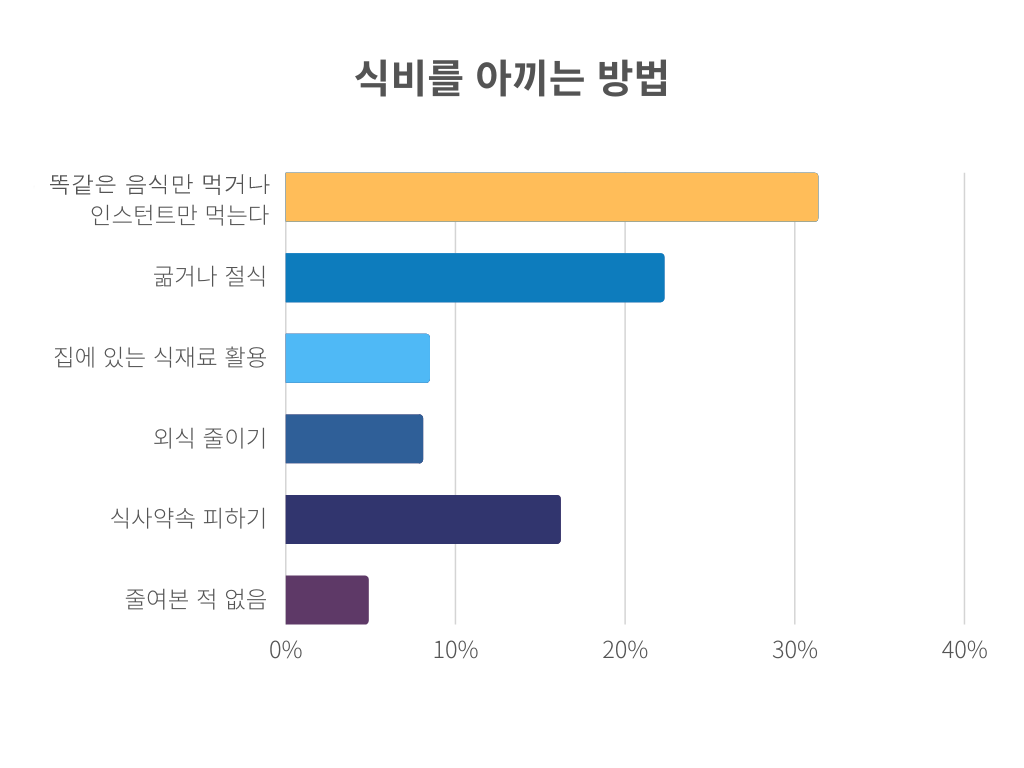 식비를 아끼는 방법
똑같은 음식만 먹거나
인스턴트만 먹는다
굶거나 절식
집에 있는 식재료 활용
외식 줄이기
식사약속 피하기
줄여본 적 없음
0% 10% 20% 30% 40%